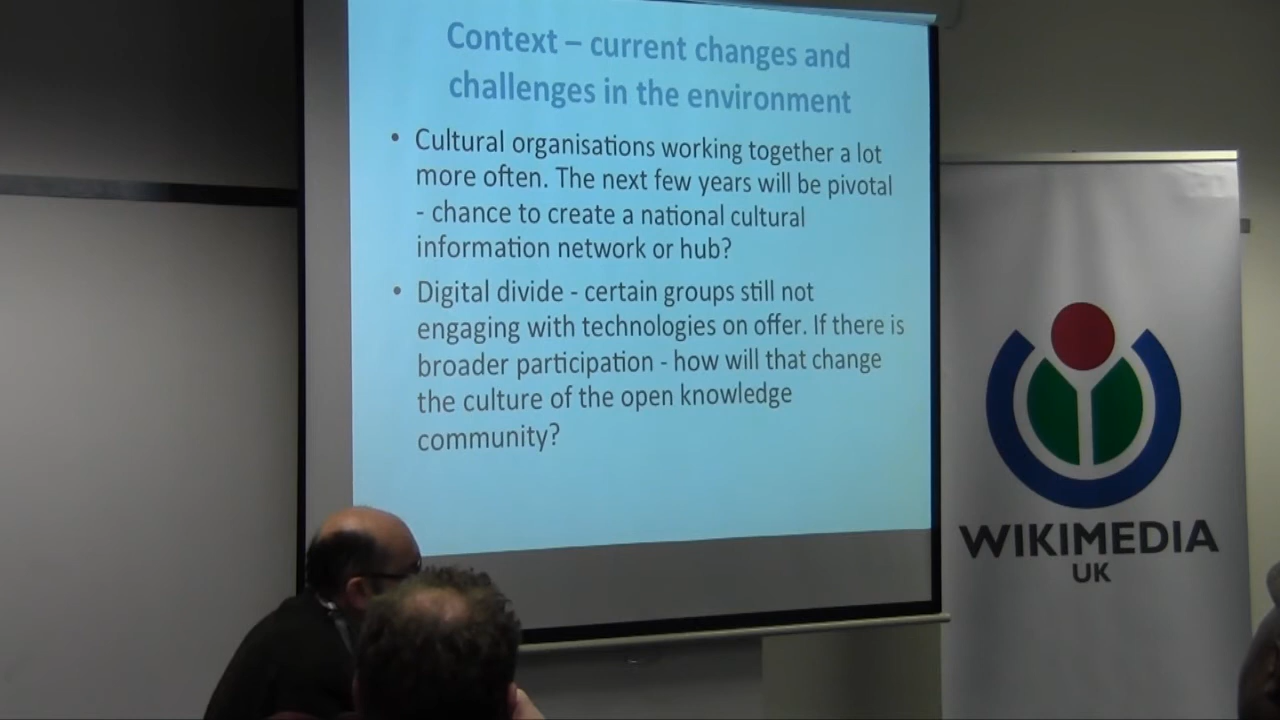 Context – current changes and
challenges in the environment
• Cultural organisations working together a lot
more often. The next few years will be pivotal
- chance to create a national cultural
information network or hub?
• Digital divide - certain groups still not
engaging with technologies on offer. If there is
broader participation - how will that change
the culture of the open knowledge
community?
WIKIMEDIA
UK